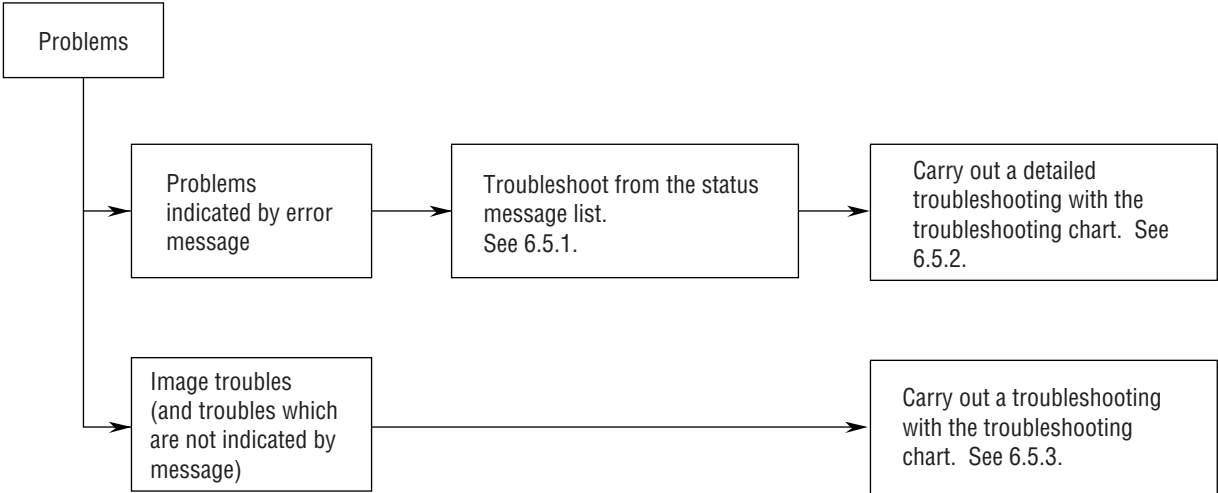 Problems
Problems
indicated by error
message
Troubleshoot from the status
message list.
See 6.5.1.
Carry out a detailed
troubleshooting with the
troubleshooting chart.  See
6.5.2.
Image troubles
(and troubles which
are not indicated by
message)
Carry out a troubleshooting
with the troubleshooting
chart.  See 6.5.3.